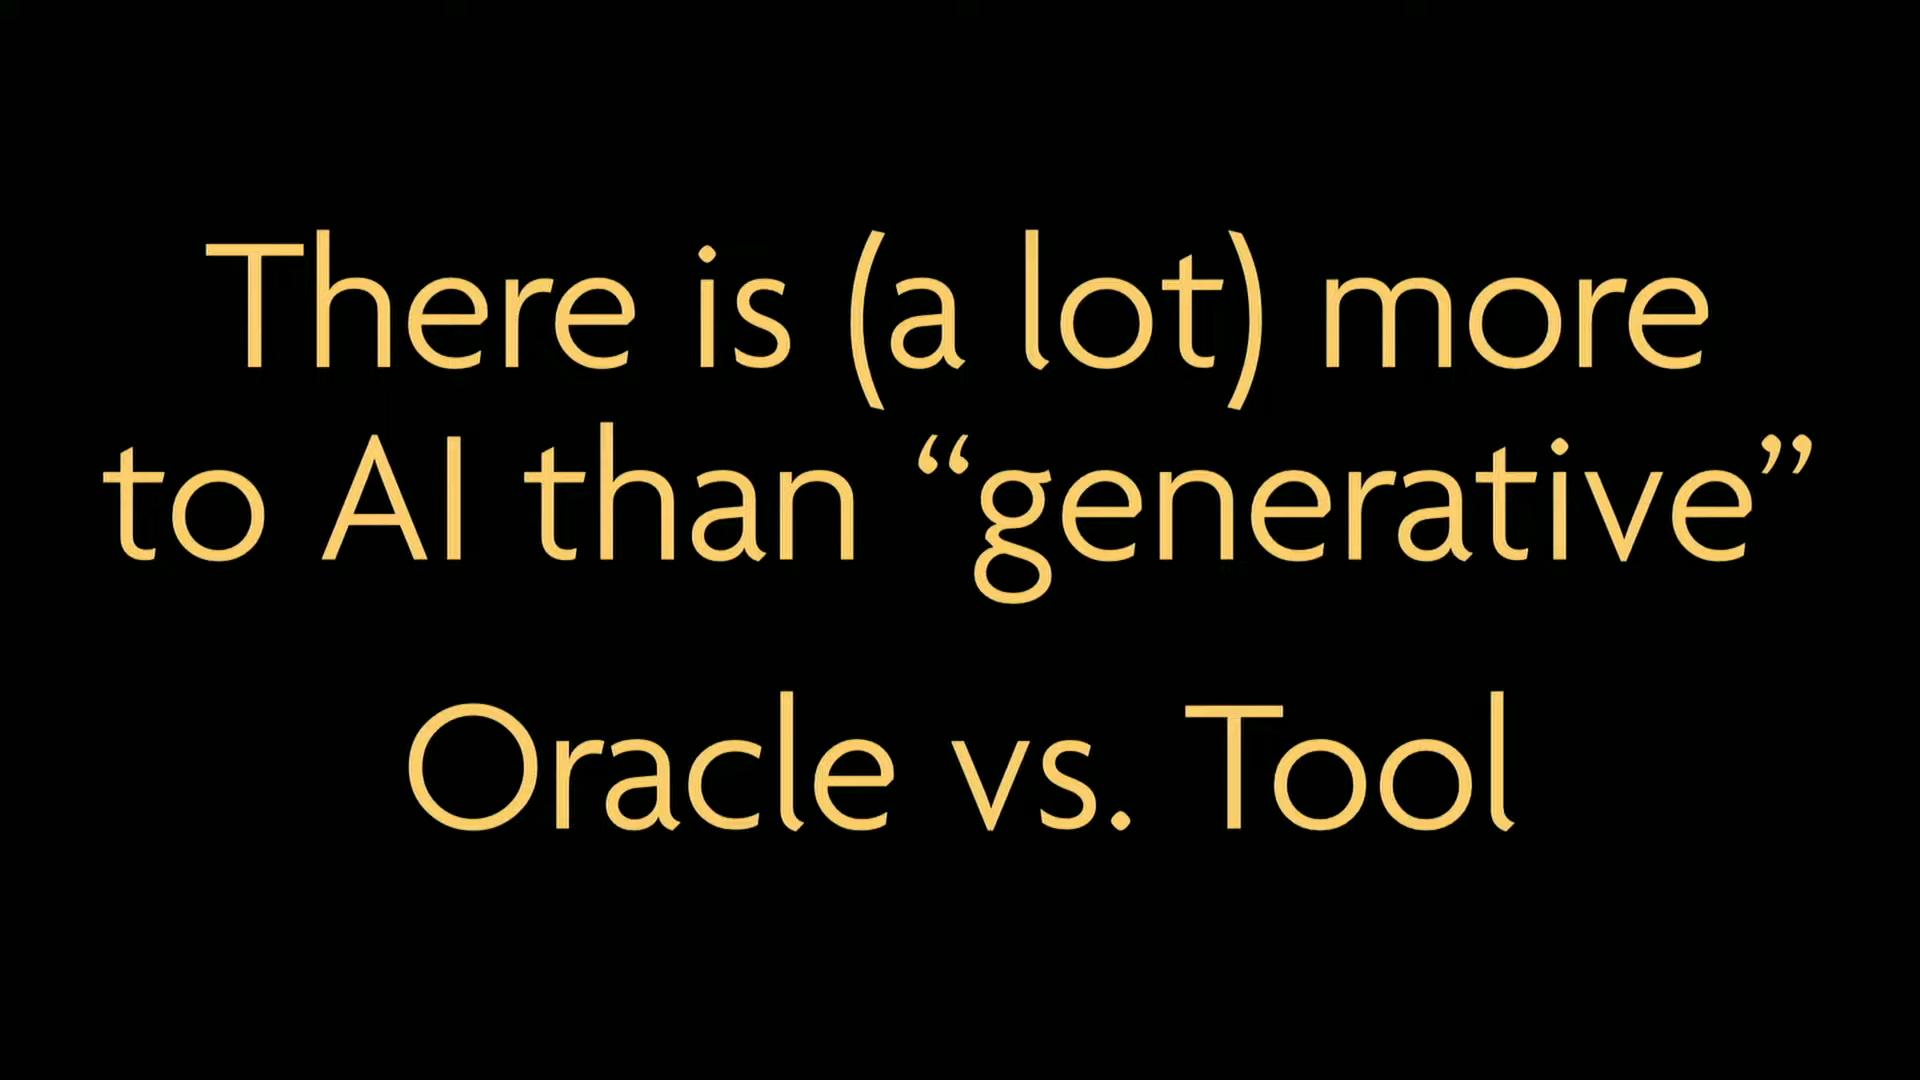 There is (a lot) more
to AI than “generative”
Oracle vs. Tool